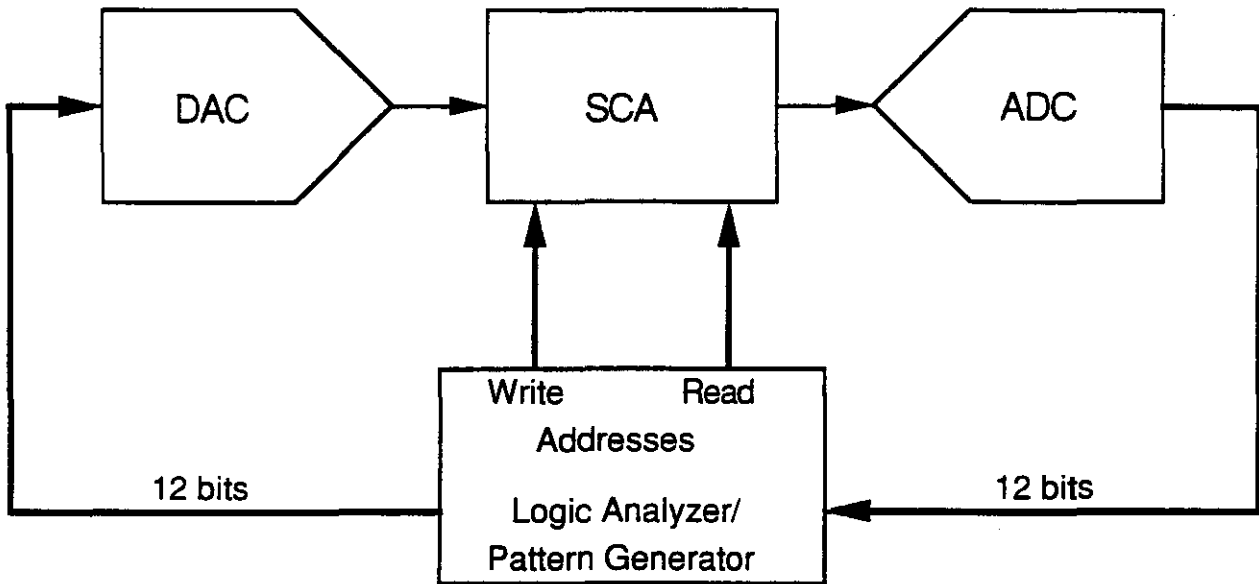 DAC
SCA
ADC
Write Read
Addresses
12 bits
12 bits
Logic Analyzer/
Pattern Generator